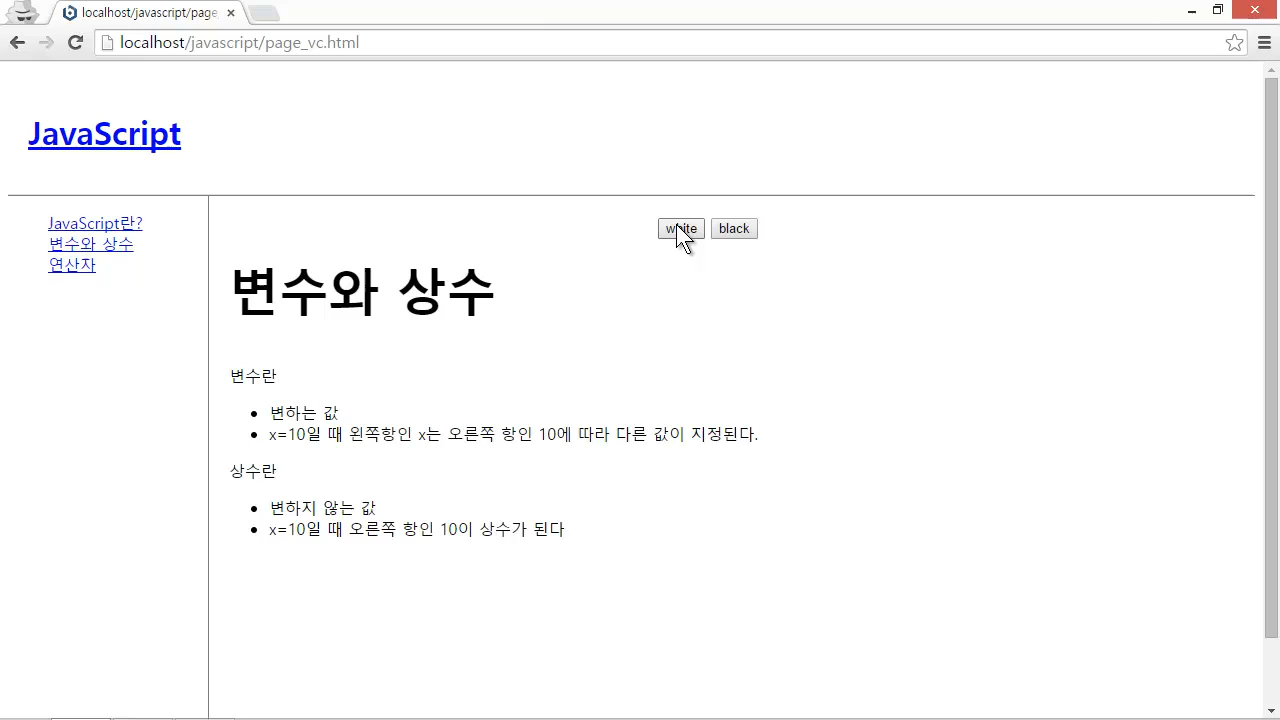 localhost/javascript/page
localhost/javascript/page_vc.html
JavaScript
JavaScript란?
변수와 상수
연산자
white black
변수와 상수
변수란
변하는 값
x=10일 때 왼쪽항인 x는 오른쪽 항인 10에 따라 다른 값이 지정된다.
상수란
변하지 않는 값
x=10일 때 오른쪽 항인 10이 상수가 된다